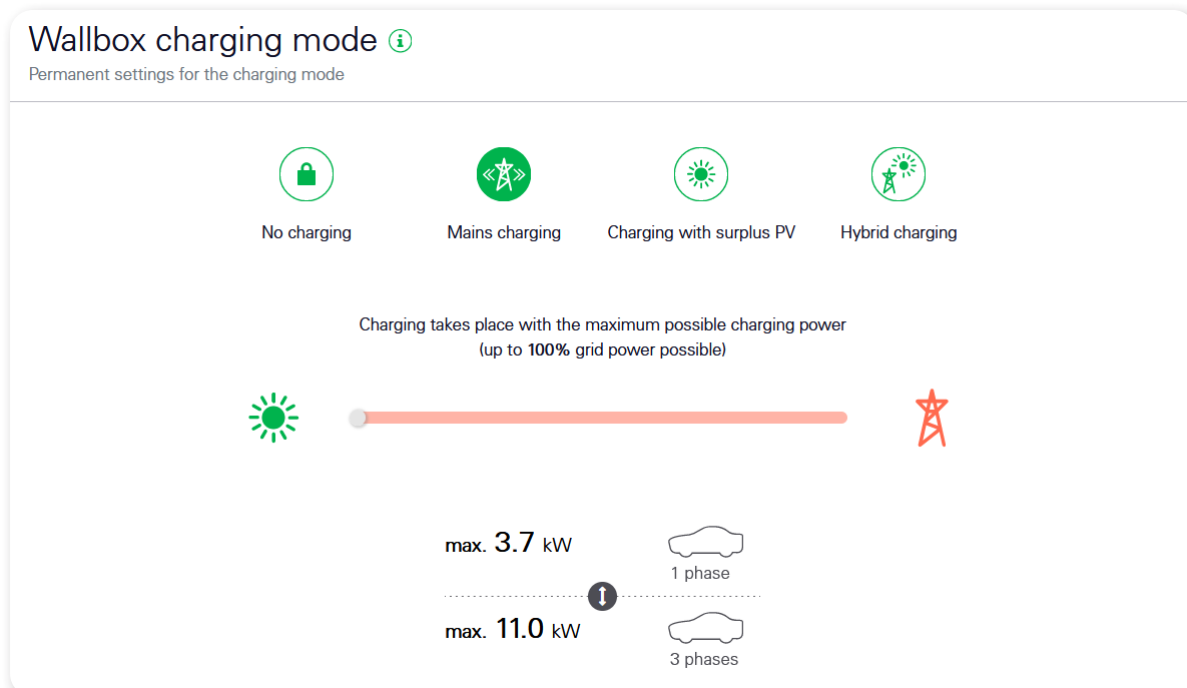 Wallbox charging mode
Permanent settings for the charging mode
No charging
Mains charging
Charging with surplus PV
Hybrid charging
Charging takes place with the maximum possible charging power
(up to 100% grid power possible)
max. 3.7 kW
1 phase
max. 11.0 kW
3 phases